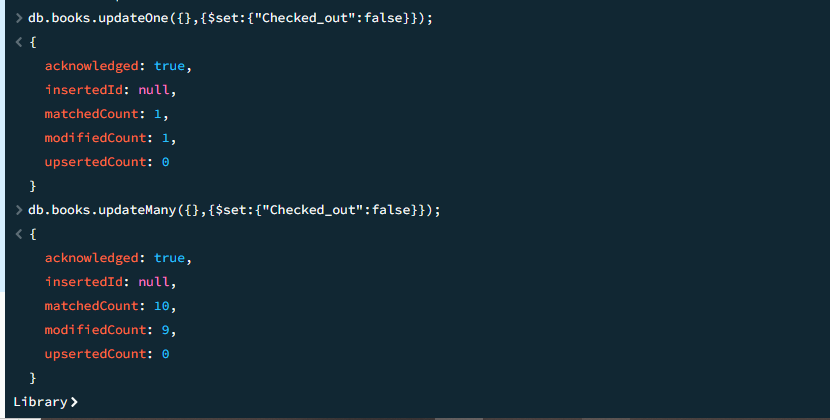 > db.books.updateOne({},{$set:{"Checked_out":false}});
< {
acknowledged: true,
insertedId: null,
matchedCount: 1,
modifiedCount: 1,
upsertedCount: 0
}
> db.books.updateMany({},{$set:{"Checked_out":false}});
< {
acknowledged: true,
insertedId: null,
matchedCount: 10,
modifiedCount: 9,
upsertedCount: 0
}
Library>